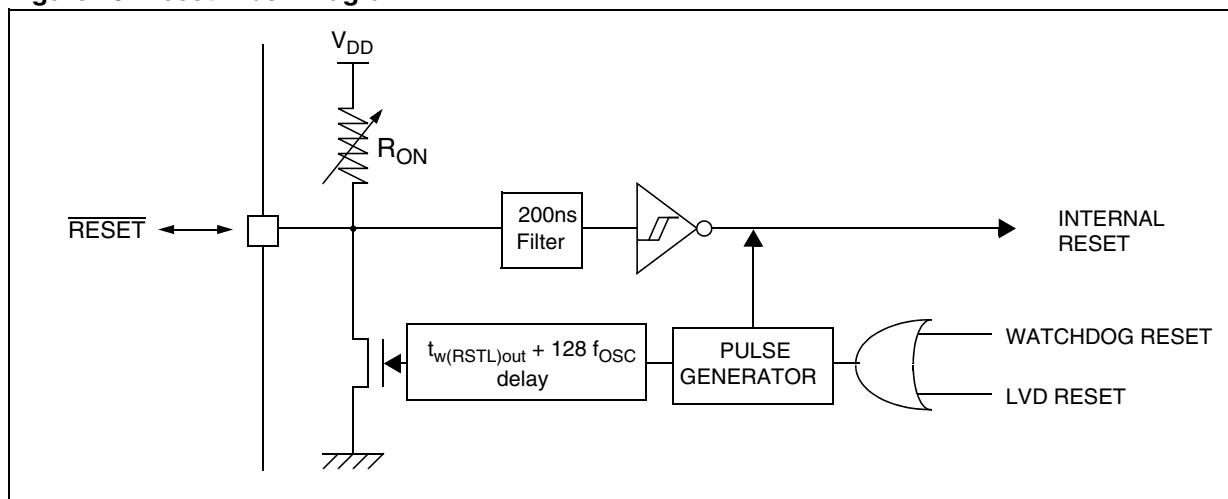 V_DD
R_ON
RESET
200ns
Filter
INTERNAL
RESET
t_w(RSTL)out + 128 f_OSC
delay
PULSE
GENERATOR
WATCHDOG RESET
LVD RESET